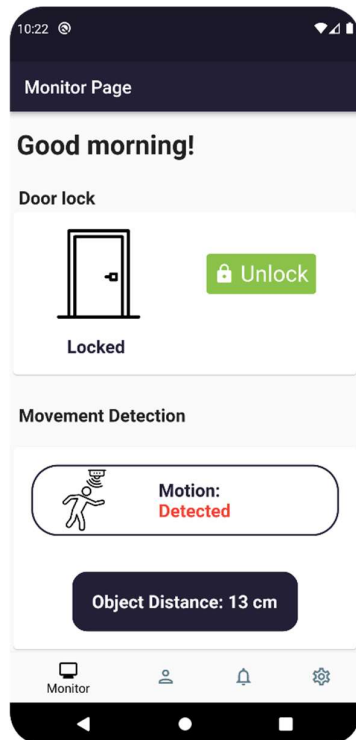 10:22
Monitor Page
Good morning!
Door lock
Unlock
Locked
Movement Detection
Motion:
Detected
Object Distance: 13 cm
Monitor